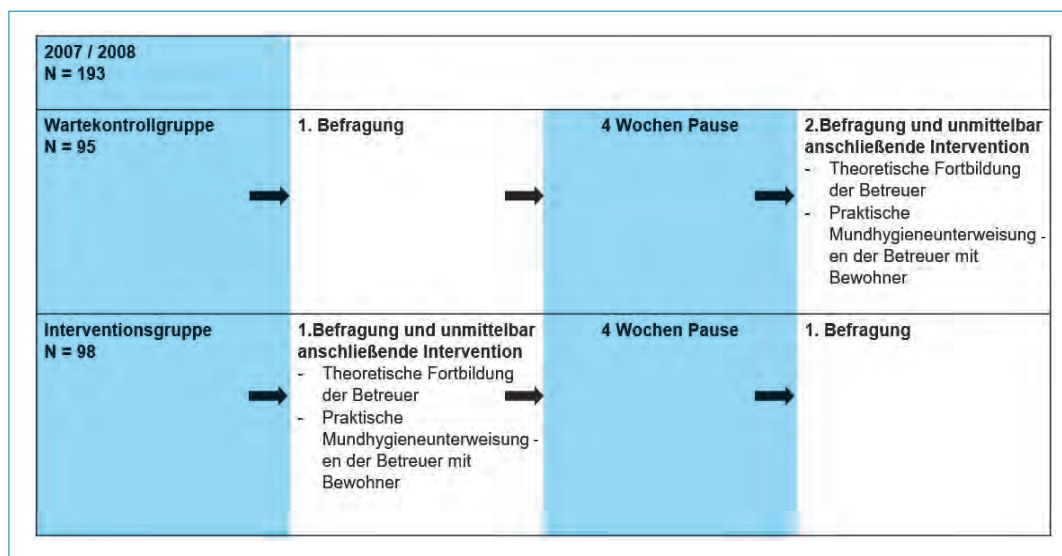 2007 / 2008
N = 193
Wartekontrollgruppe
N = 95
1. Befragung
4 Wochen Pause
2.Befragung und unmittelbar
anschließende Intervention
- Theoretische Fortbildung
der Betreuer
- Praktische
Mundhygieneunterweisung -
en der Betreuer mit
Bewohner
Interventionsgruppe
N = 98
1.Befragung und unmittelbar
anschließende Intervention
- Theoretische Fortbildung
der Betreuer
- Praktische
Mundhygieneunterweisung -
en der Betreuer mit
Bewohner
4 Wochen Pause
1. Befragung